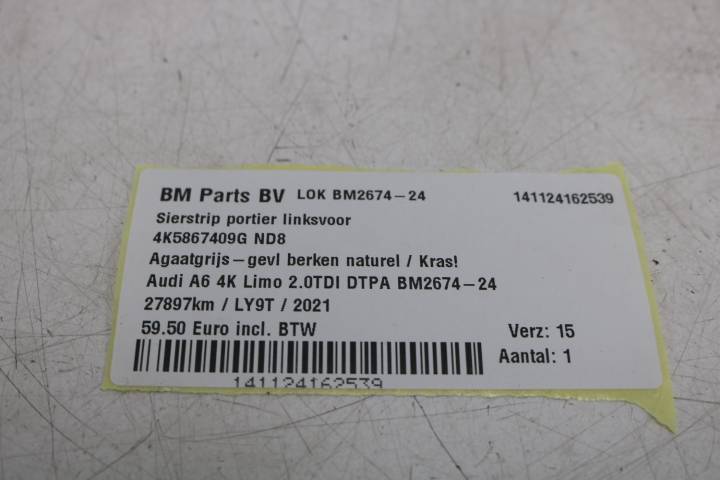 BM Parts BV LOK BM2674-24 141124162539
Sierstrip portier linksvoor
4K5867409G ND8
Agaatgrijs-gevl berken naturel / Kras!
Audi A6 4K Limo 2.0TDI DTPA BM2674-24
27897km / LY9T / 2021
59.50 Euro incl. BTW Verz: 15
Aantal: 1
141124162539